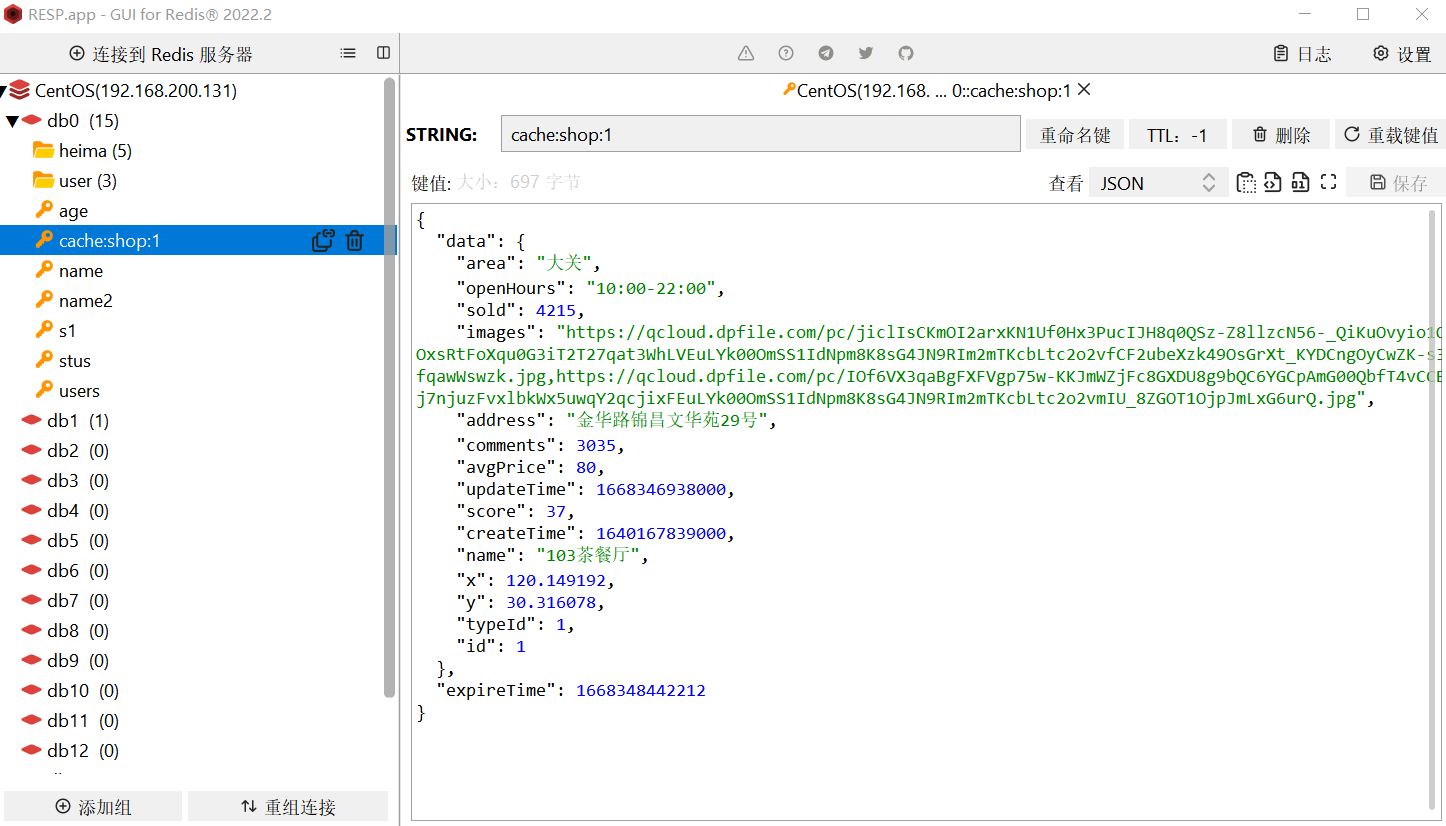 RESP.app - GUI for Redis® 2022.2
连接到 Redis 服务器
日志
设置
CentOS(192.168.200.131)
db0 (15)
heima (5)
user (3)
age
cache:shop:1
name
name2
s1
stus
users
db1 (1)
db2 (0)
db3 (0)
db4 (0)
db5 (0)
db6 (0)
db7 (0)
db8 (0)
db9 (0)
db10 (0)
db11 (0)
db12 (0)
添加组
重组连接
CentOS(192.168. ... 0::cache:shop:1
STRING:
cache:shop:1
重命名键
TTL: -1
删除
重载键值
键值: 大小: 697 字节
查看
JSON
保存
{
"data": {
"area": "大关",
"openHours": "10:00-22:00",
"sold": 4215,
"images": "https://qcloud.dpfile.com/pc/jiclIsCKmOI2arxKN1Uf0Hx3PucIJH8q0QSz-Z8llzcN56-_QiKuOvyio1
OxsRtFoXqu0G3iT2T27qat3WhLVEuLYk00OmSS1IdNpm8K8sG4JN9RIm2mTKcbLtc2o2vfCF2ubeXzk49OsGrXt_KYDCngOyCwZK-s
fqawWswzk.jpg,https://qcloud.dpfile.com/pc/IOf6VX3qaBgFXFVgp75w-KKJmWZjFc8GXDU8g9bQC6YGCpAmG00QbfT4vCC
j7njuzFvxlbkWx5uwqY2qcjixFEuLYk00OmSS1IdNpm8K8sG4JN9RIm2mTKcbLtc2o2vmIU_8ZGOT1OjpJmLxG6urQ.jpg",
"address": "金华路锦昌文华苑29号",
"comments": 3035,
"avgPrice": 80,
"updateTime": 1668346938000,
"score": 37,
"createTime": 1640167839000,
"name": "103茶餐厅",
"x": 120.149192,
"y": 30.316078,
"typeId": 1,
"id": 1
},
"expireTime": 1668348442212
}